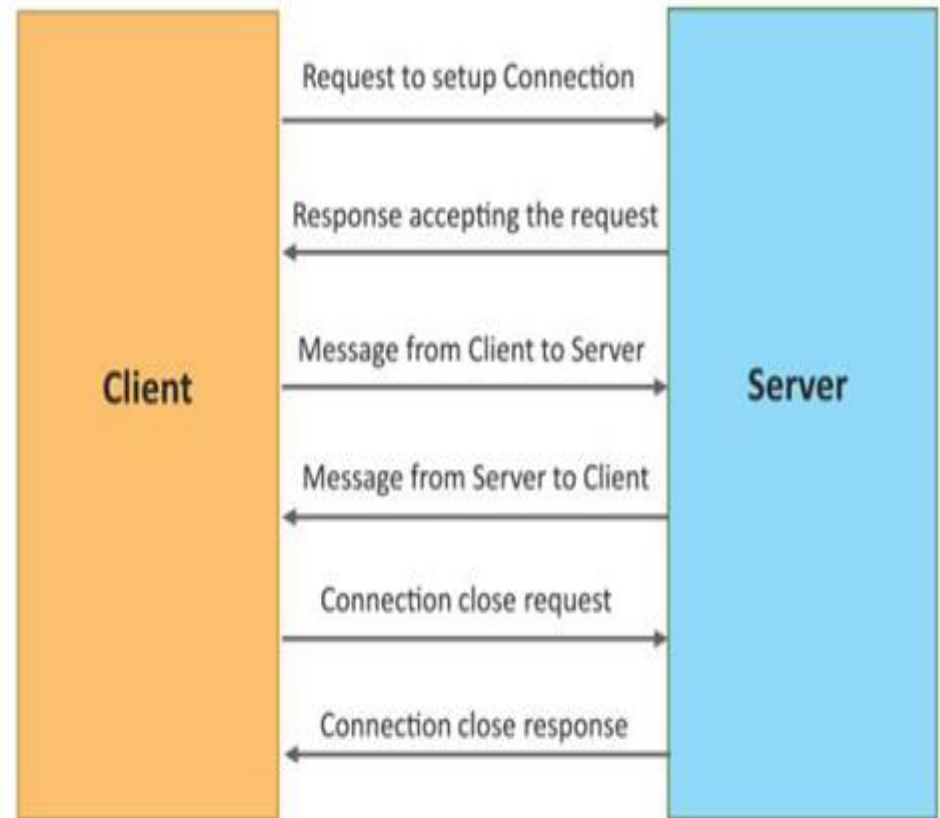 Request to setup Connection
Response accepting the request
Message from Client to Server
Client
Server
Message from Server to Client
Connection close request
Connection close response